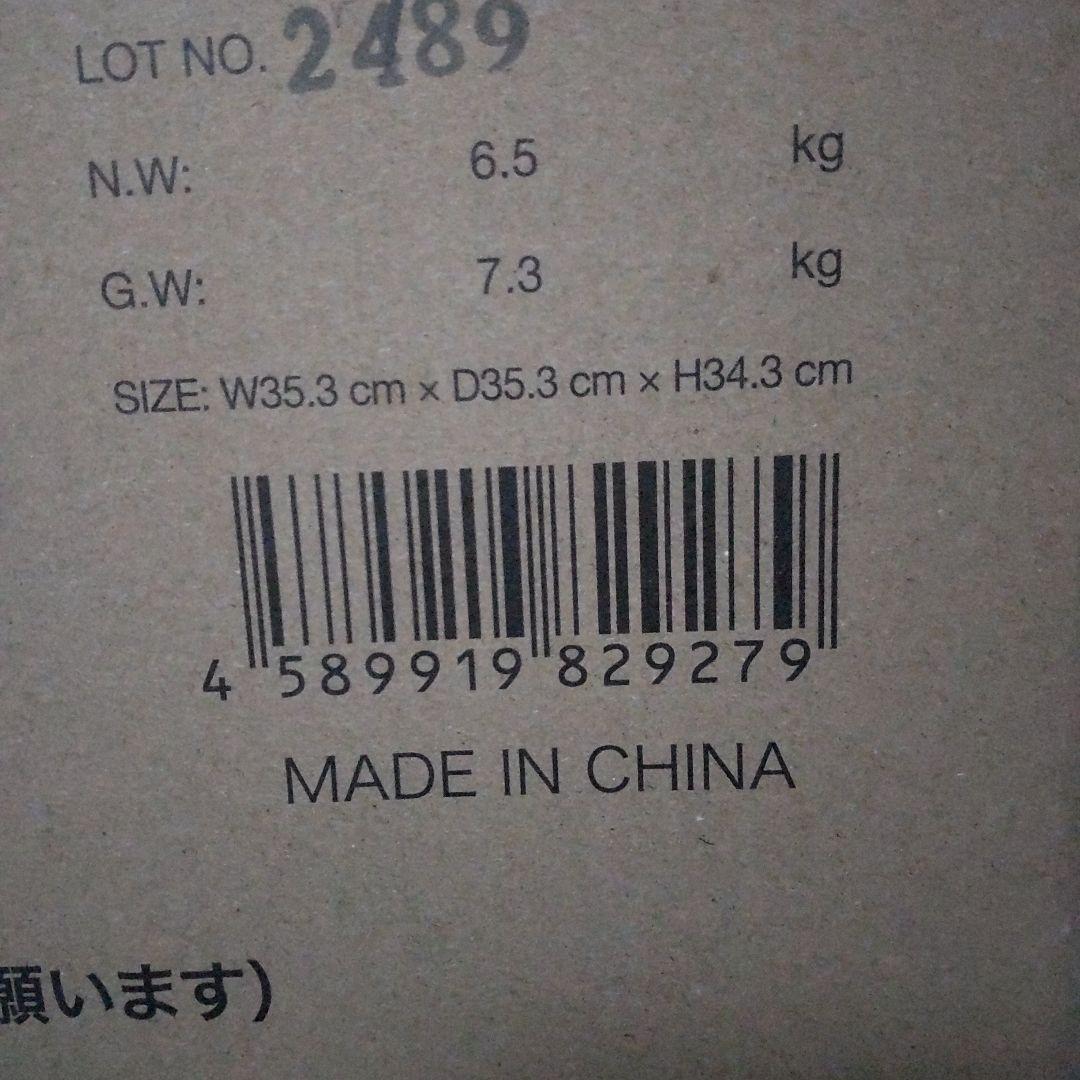 LOT NO. 2489
N.W: 6.5 kg
G.W: 7.3 kg
SIZE: W35.3 cm × D35.3 cm × H34.3 cm
4 589919 829279
MADE IN CHINA
願います）